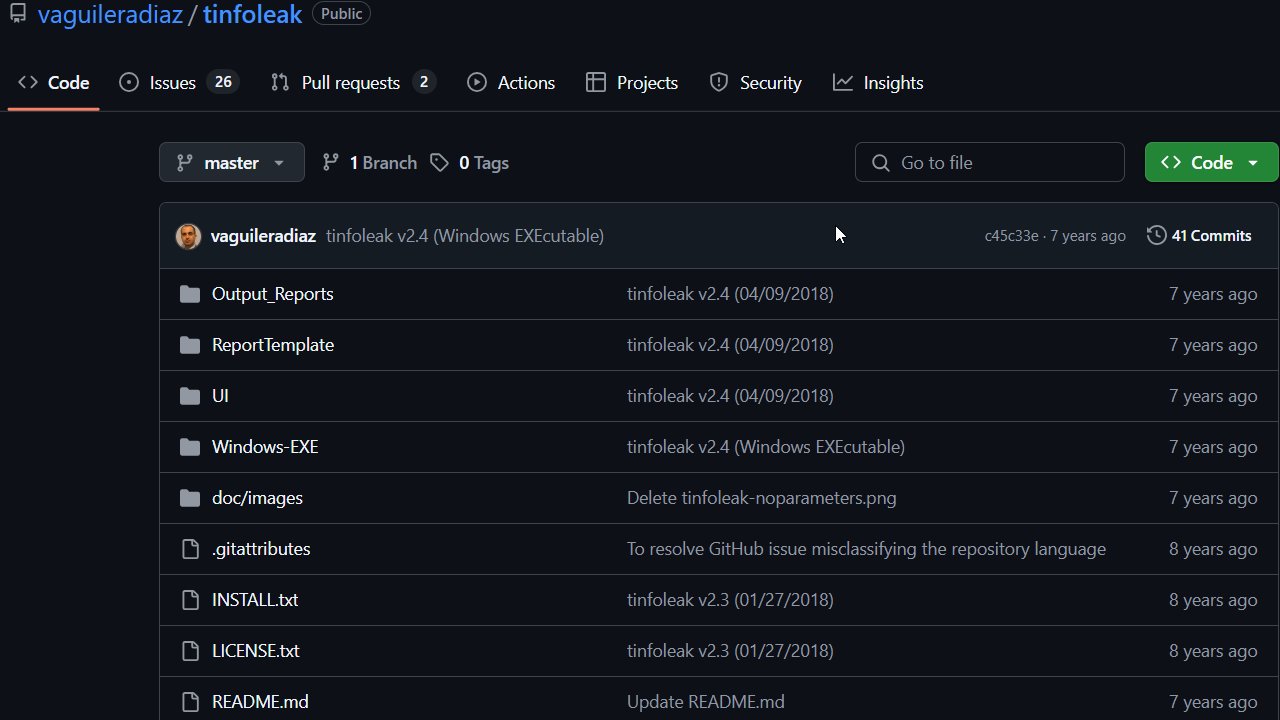 vaguileradiaz / tinfoleak Public
Code Issues 26 Pull requests 2 Actions Projects Security Insights
master 1 Branch 0 Tags Go to file Code
vaguileradiaz tinfoleak v2.4 (Windows EXEcutable) c45c33e · 7 years ago 41 Commits
Output_Reports tinfoleak v2.4 (04/09/2018) 7 years ago
ReportTemplate tinfoleak v2.4 (04/09/2018) 7 years ago
UI tinfoleak v2.4 (04/09/2018) 7 years ago
Windows-EXE tinfoleak v2.4 (Windows EXEcutable) 7 years ago
doc/images Delete tinfoleak-noparameters.png 7 years ago
.gitattributes To resolve GitHub issue misclassifying the repository language 8 years ago
INSTALL.txt tinfoleak v2.3 (01/27/2018) 8 years ago
LICENSE.txt tinfoleak v2.3 (01/27/2018) 8 years ago
README.md Update README.md 7 years ago